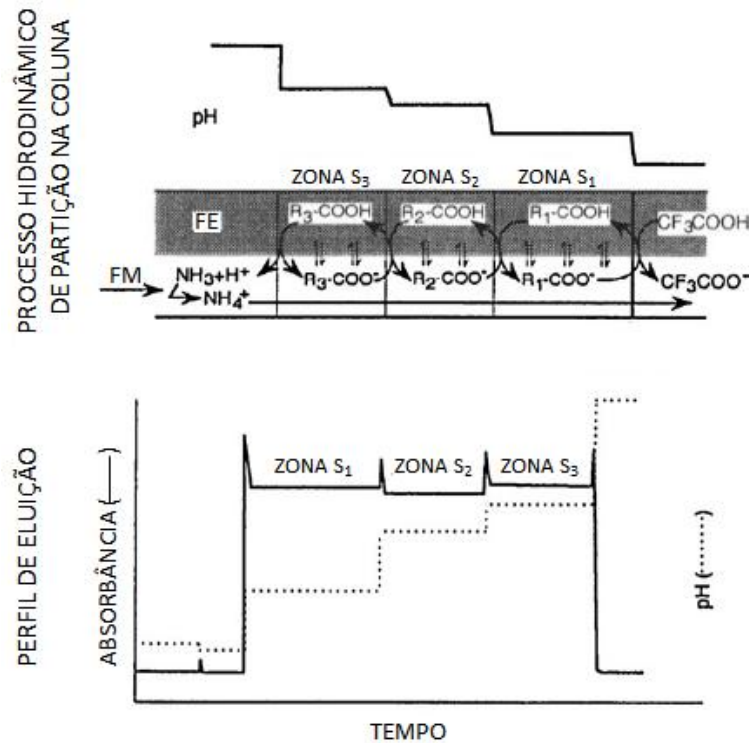 PROCESSO HIDRODINÂMICO
DE PARTIÇÃO NA COLUNA
pH
ZONA S₃ ZONA S₂ ZONA S₁
FE
R₃-COOH R₂-COOH R₁-COOH CF₃COOH
FM
NH₃+H⁺
NH₄⁺
R₃-COO⁻ R₂-COO⁻ R₁-COO⁻ CF₃COO⁻
PERFIL DE ELUIÇÃO
ABSORBÂNCIA (——)
ZONA S₁ ZONA S₂ ZONA S₃
pH (......)
TEMPO